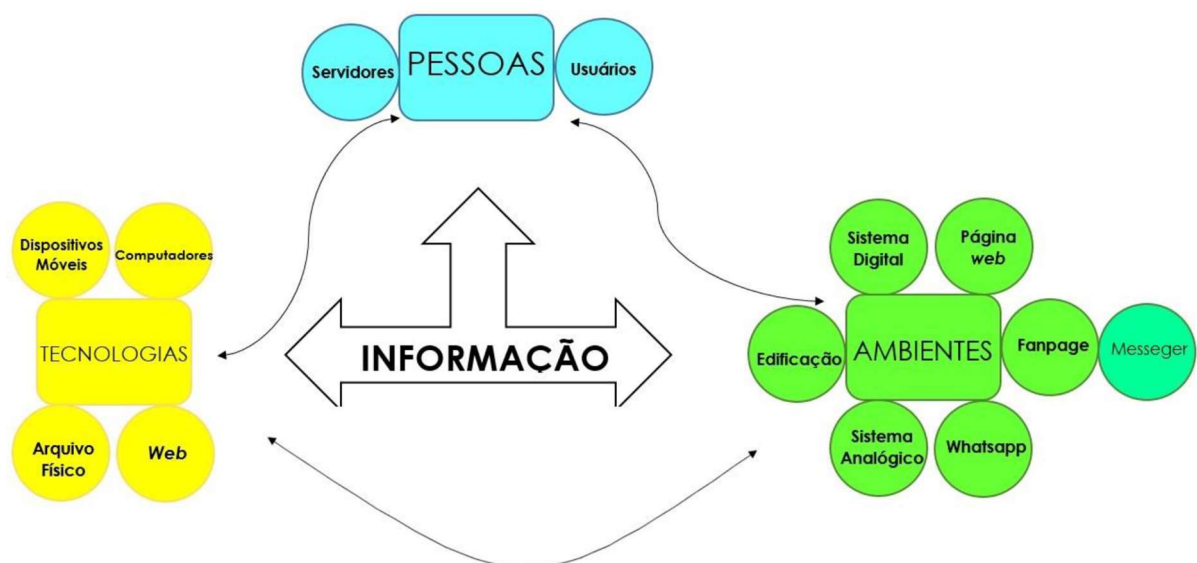 Servidores
PESSOAS
Usuários
Dispositivos
Móveis
Computadores
TECNOLOGIAS
Arquivo
Físico
Web
INFORMAÇÃO
Sistema
Digital
Página
web
Edificação
AMBIENTES
Fanpage
Messeger
Sistema
Analógico
Whatsapp